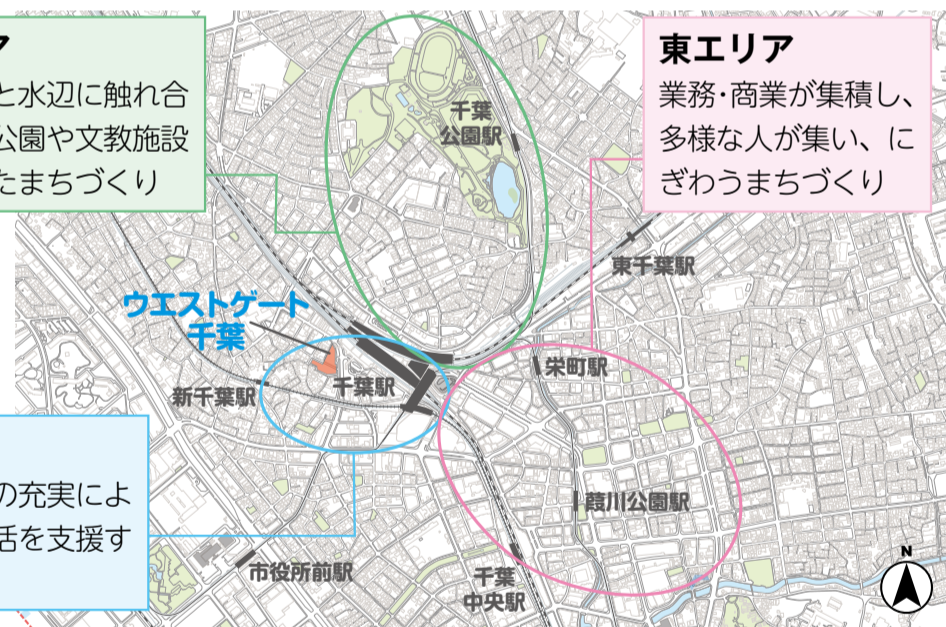 ア
と水辺に触れ合
公園や文教施設
たまちづくり
東エリア
業務・商業が集積し、
多様な人が集い、に
ぎわうまちづくり
千葉
公園駅
東千葉駅
ウエストゲート
千葉
栄町駅
千葉駅
新千葉駅
の充実によ
活を支援す
葭川公園駅
市役所前駅
千葉
中央駅
N